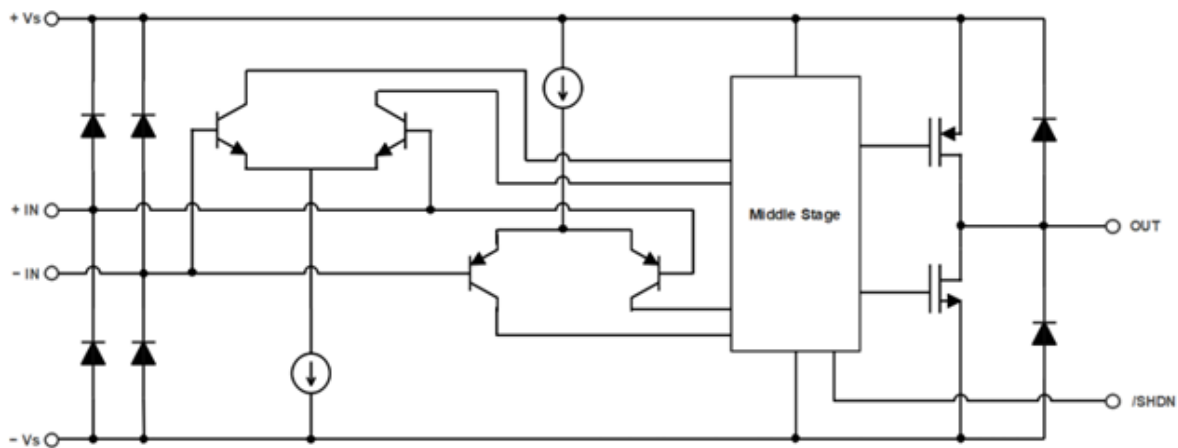 + Vs
+ IN
- IN
- Vs
Middle Stage
OUT
/SHDN